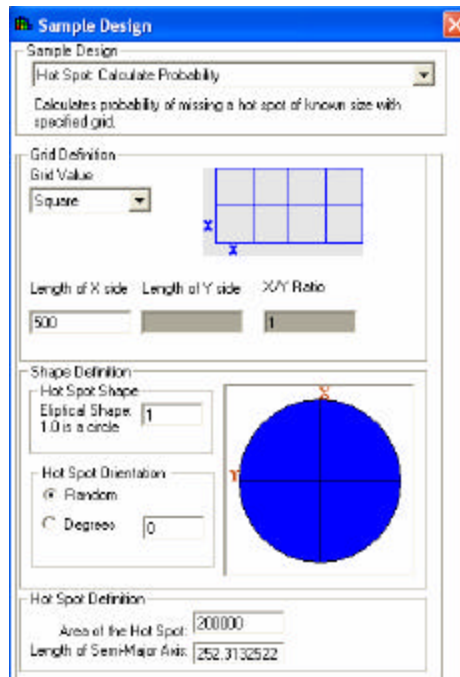 Sample Design
Sample Design
Hot Spot: Calculate Probability
Calculates probability of missing a hot spot of known size with
specified grid.
Grid Definition
Grid Value
Square
X
X
Length of X side Length of Y side X/Y Ratio
500 1
Shape Definition
Hot Spot Shape
Eliptical Shape:
1.0 is a circle
1
Hot Spot Orientation
Random
Degrees 0
Hot Spot Definition
Area of the Hot Spot: 200000
Length of Semi-Major Axis: 252.3132522